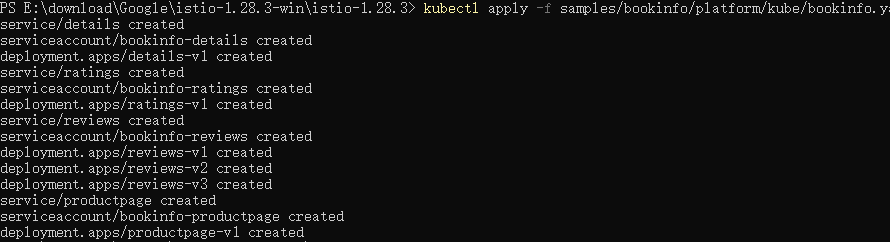 PS E:\download\Google\istio-1.28.3-win\istio-1.28.3> kubectl apply -f samples/bookinfo/platform/kube/bookinfo.ya
service/details created
serviceaccount/bookinfo-details created
deployment.apps/details-v1 created
service/ratings created
serviceaccount/bookinfo-ratings created
deployment.apps/ratings-v1 created
service/reviews created
serviceaccount/bookinfo-reviews created
deployment.apps/reviews-v1 created
deployment.apps/reviews-v2 created
deployment.apps/reviews-v3 created
service/productpage created
serviceaccount/bookinfo-productpage created
deployment.apps/productpage-v1 created